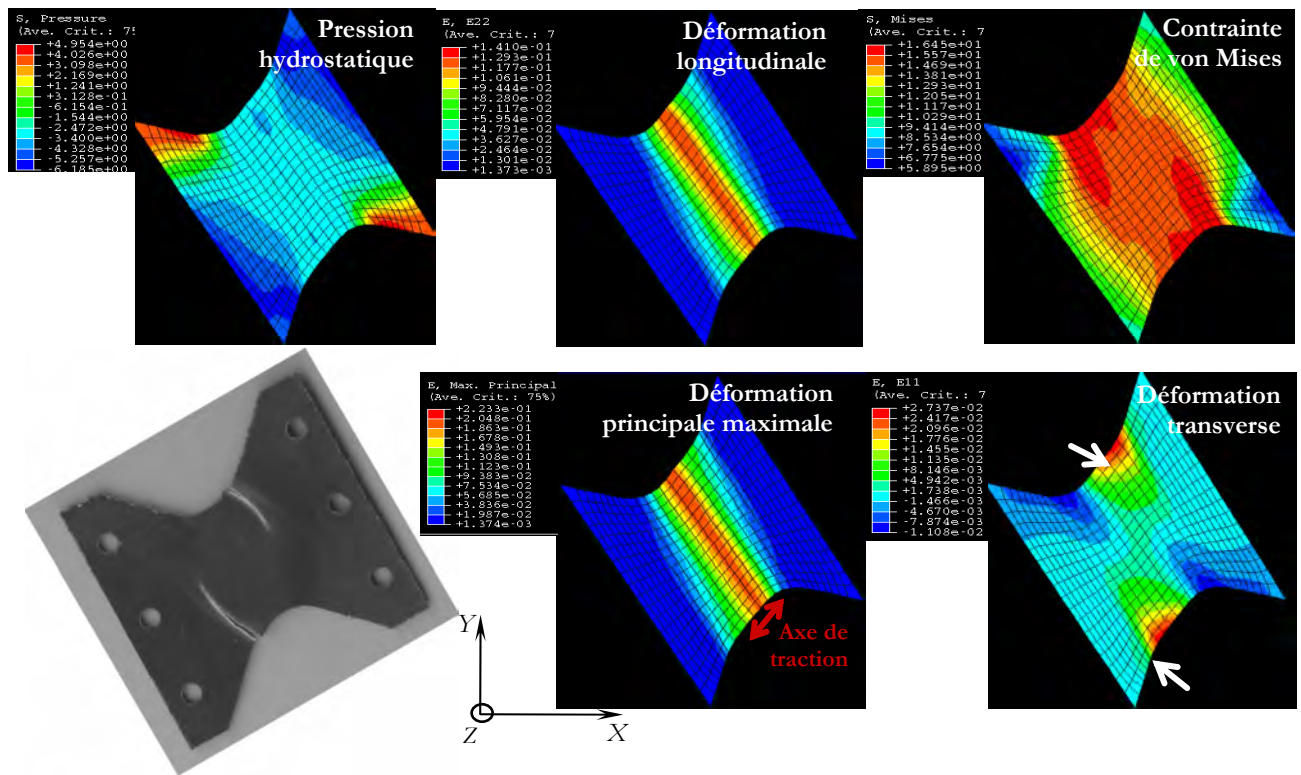 S, Pressure
(Ave. Crit.: 75
+4.954e+00
+4.026e+00
+3.098e+00
+2.169e+00
+1.241e+00
+3.128e-01
-6.154e-01
-1.544e+00
-2.472e+00
-3.400e+00
-4.328e+00
-5.257e+00
-6.185e+00
Pression
hydrostatique
E, E22
(Ave. Crit.: 7
+1.410e-01
+1.293e-01
+1.177e-01
+1.061e-01
+9.444e-02
+8.280e-02
+7.117e-02
+5.954e-02
+4.791e-02
+3.627e-02
+2.464e-02
+1.301e-02
+1.373e-03
Déformation
longitudinale
S, Mises
(Ave. Crit.: 7
+1.645e+01
+1.557e+01
+1.469e+01
+1.381e+01
+1.293e+01
+1.205e+01
+1.117e+01
+1.029e+01
+9.414e+00
+8.534e+00
+7.654e+00
+6.775e+00
+5.895e+00
Contrainte
de von Mises
E, Max. Principal
(Ave. Crit.: 75%)
+2.233e-01
+2.048e-01
+1.863e-01
+1.678e-01
+1.493e-01
+1.308e-01
+1.123e-01
+9.383e-02
+7.534e-02
+5.685e-02
+3.836e-02
+1.987e-02
+1.374e-03
Déformation
principale maximale
Axe de
traction
E, E11
(Ave. Crit.: 7
+2.737e-02
+2.417e-02
+2.096e-02
+1.776e-02
+1.455e-02
+1.135e-02
+8.146e-03
+4.942e-03
+1.738e-03
-1.466e-03
-4.670e-03
-7.874e-03
-1.108e-02
Déformation
transverse
Y
Z
X